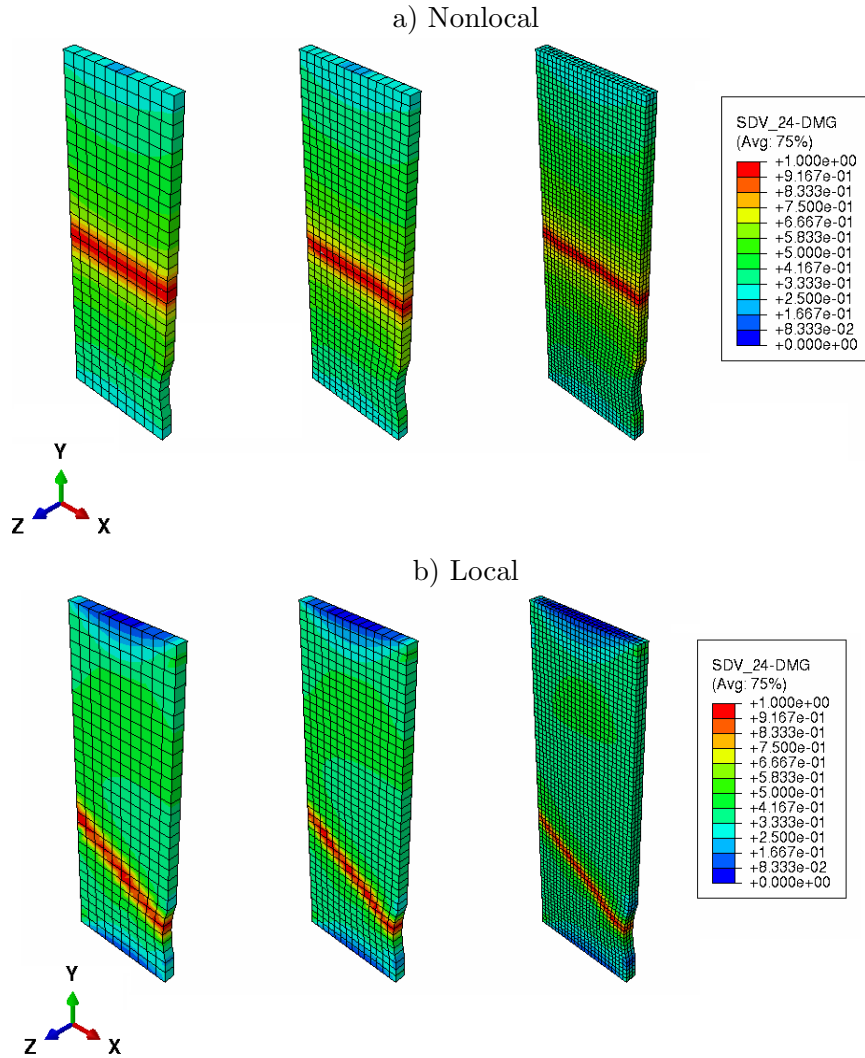 a) Nonlocal
SDV_24-DMG
(Avg: 75%)
+1.000e+00
+9.167e-01
+8.333e-01
+7.500e-01
+6.667e-01
+5.833e-01
+5.000e-01
+4.167e-01
+3.333e-01
+2.500e-01
+1.667e-01
+8.333e-02
+0.000e+00
Y
Z
X
b) Local
SDV_24-DMG
(Avg: 75%)
+1.000e+00
+9.167e-01
+8.333e-01
+7.500e-01
+6.667e-01
+5.833e-01
+5.000e-01
+4.167e-01
+3.333e-01
+2.500e-01
+1.667e-01
+8.333e-02
+0.000e+00
Y
Z
X